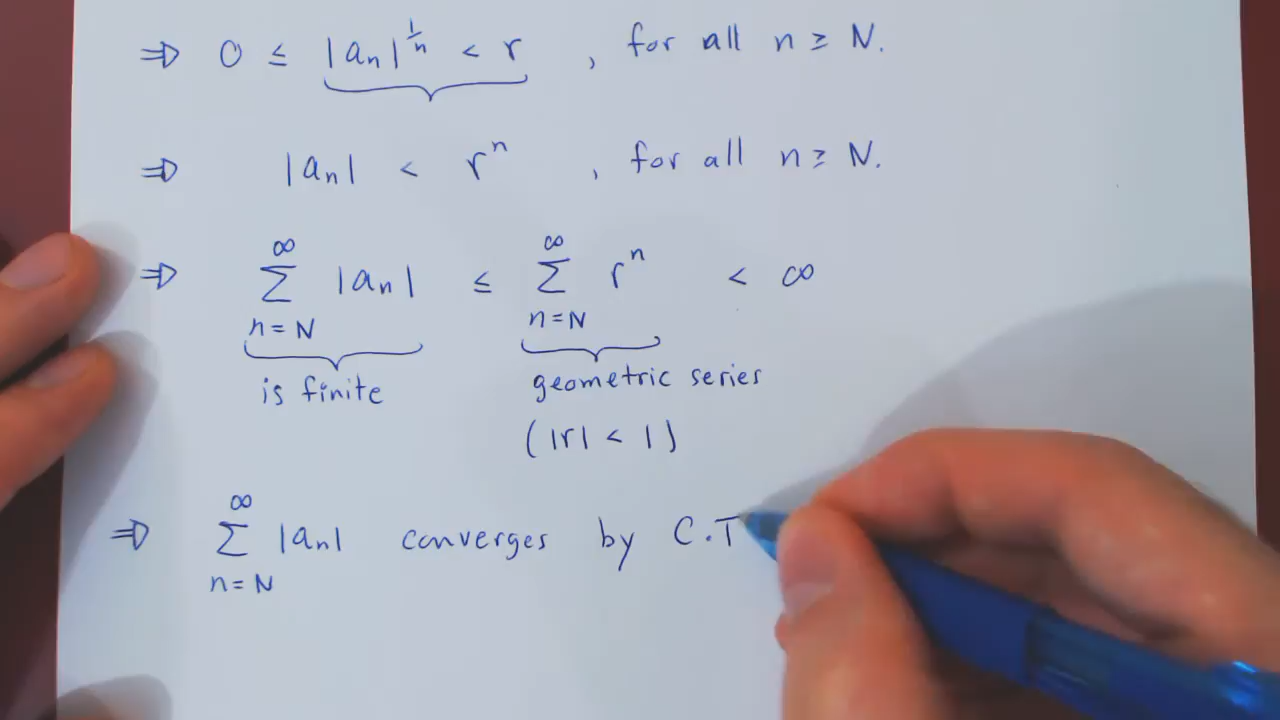 ⇒ 0 ≤ |aₙ|^{1/n} < r , for all n ≥ N.
⇒ |aₙ| < rⁿ , for all n ≥ N.
∞ ∞
⇒ Σ |aₙ| ≤ Σ rⁿ < ∞
n = N n = N
is finite geometric series
(|r| < 1)
∞
⇒ Σ |aₙ| converges by C.T
n = N